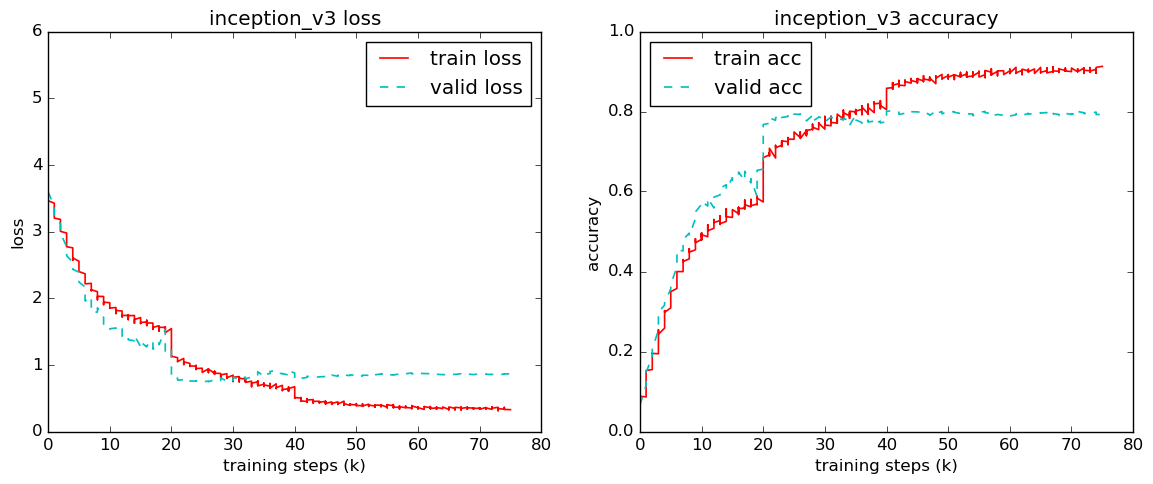 inception_v3 loss
train loss
valid loss
6
5
4
3
2
1
0
loss
0 10 20 30 40 50 60 70 80
training steps (k)
inception_v3 accuracy
train acc
valid acc
1.0
0.8
0.6
0.4
0.2
0.0
accuracy
0 10 20 30 40 50 60 70 80
training steps (k)